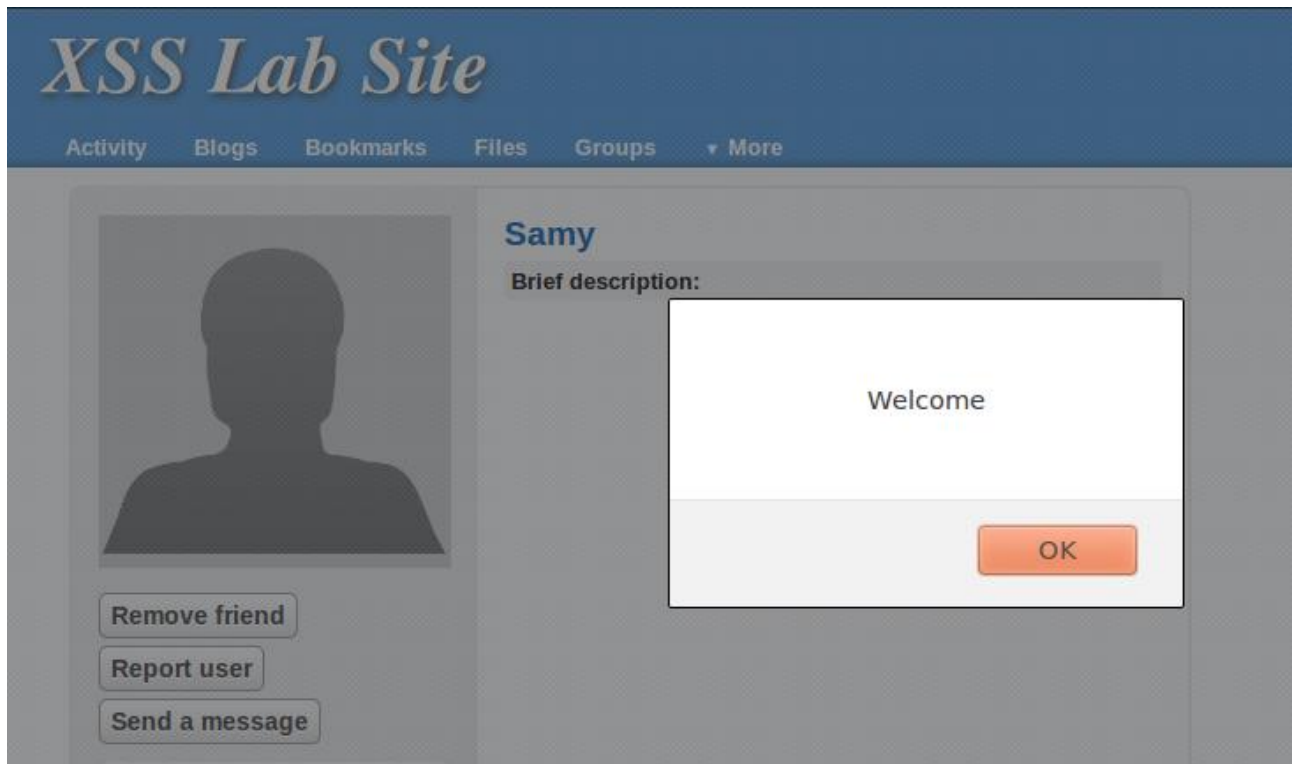 XSS Lab Site
Activity Blogs Bookmarks Files Groups ▾ More
Samy
Brief description:
Welcome
OK
Remove friend
Report user
Send a message